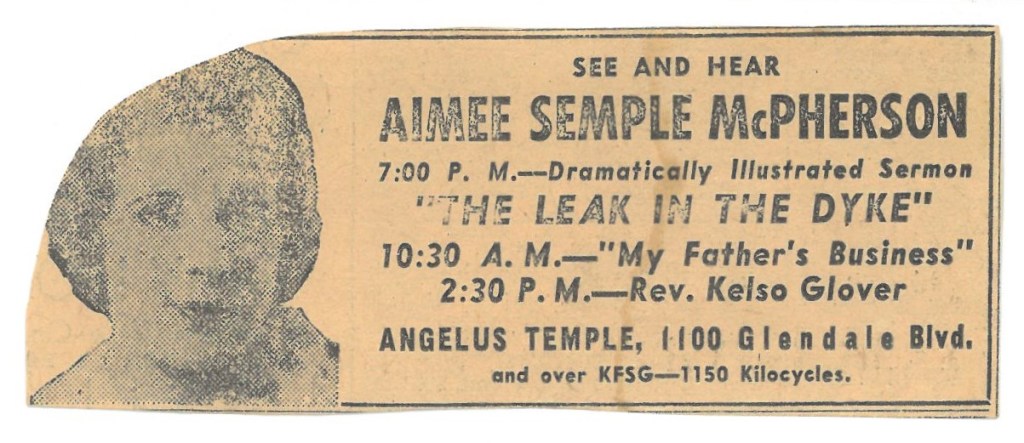 SEE AND HEAR
AIMEE SEMPLE McPHERSON
7:00 P. M.—Dramatically Illustrated Sermon
"THE LEAK IN THE DYKE"
10:30 A. M.—"My Father's Business"
2:30 P. M.—Rev. Kelso Glover
ANGELUS TEMPLE, 1100 Glendale Blvd.
and over KFSG—1150 Kilocycles.